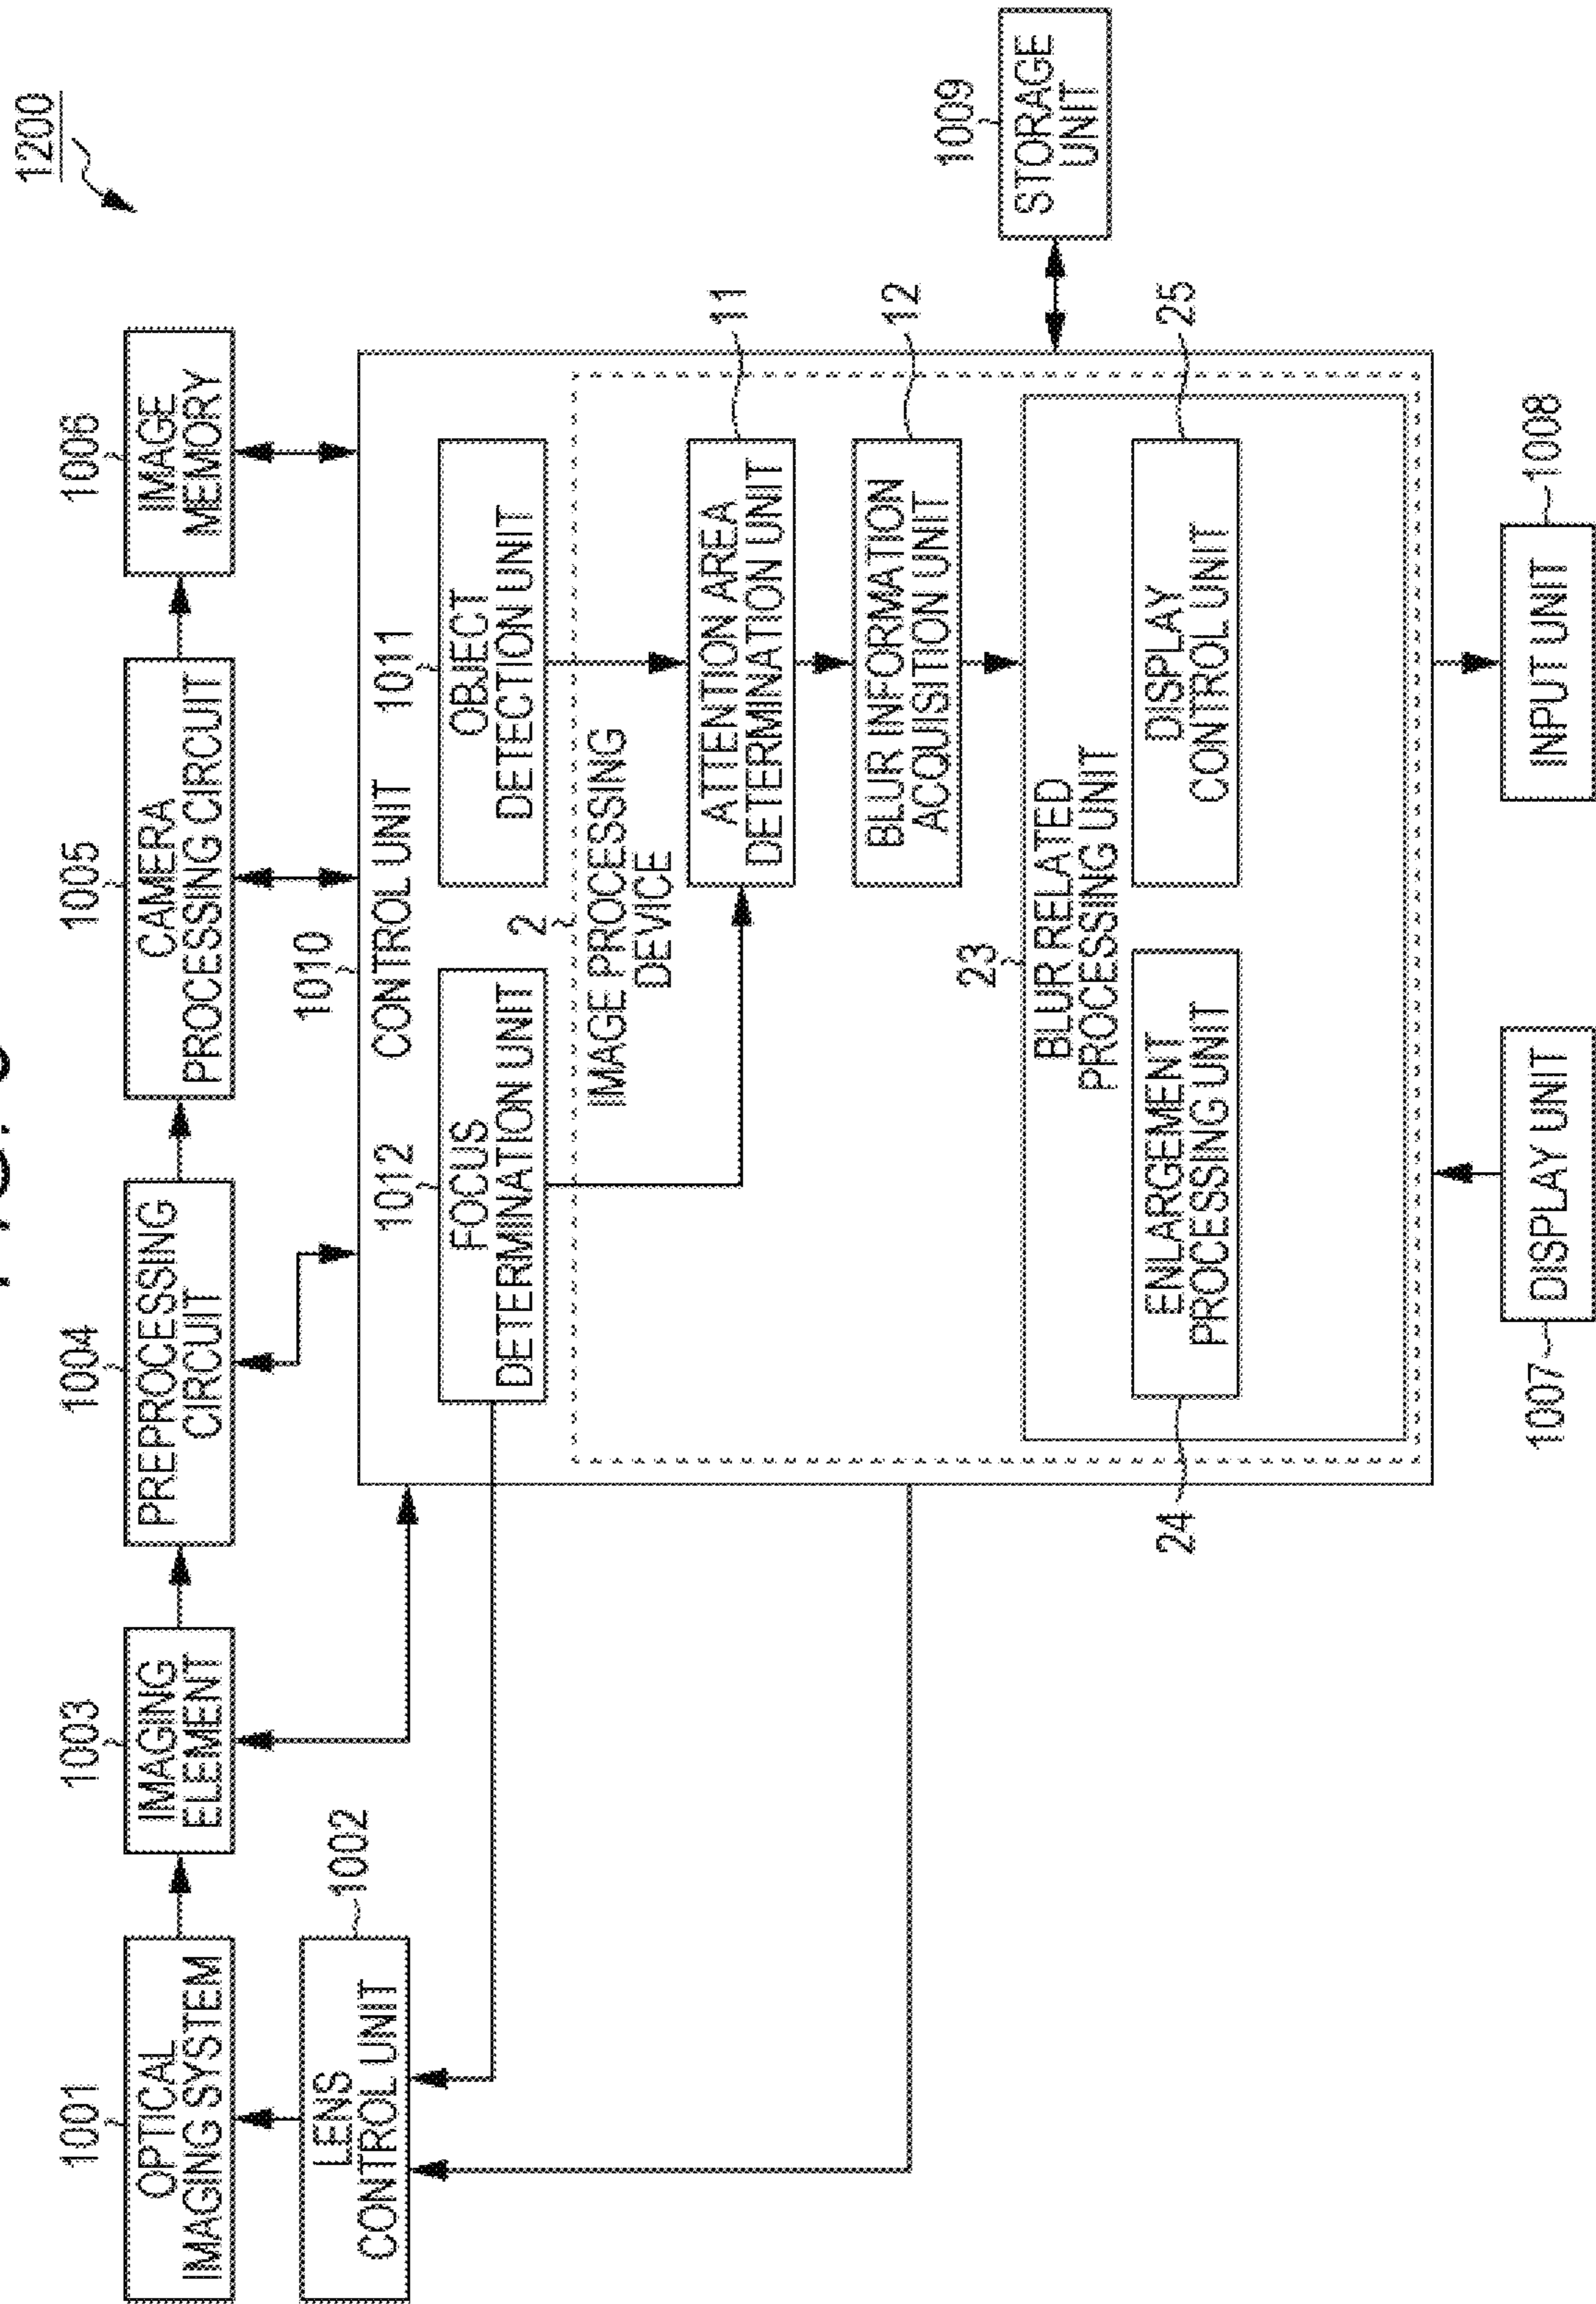 1200
1001
OPTICAL
IMAGING SYSTEM
1002
LENS
CONTROL UNIT
1003
IMAGING
ELEMENT
1004
PREPROCESSING
CIRCUIT
1005
CAMERA
PROCESSING CIRCUIT
1006
IMAGE
MEMORY
1010
CONTROL UNIT
1012
FOCUS
DETERMINATION UNIT
1011
OBJECT
DETECTION UNIT
2
IMAGE PROCESSING
DEVICE
ATTENTION AREA
DETERMINATION UNIT
11
BLUR INFORMATION
ACQUISITION UNIT
12
23
BLUR RELATED
PROCESSING UNIT
24
ENLARGEMENT
PROCESSING UNIT
DISPLAY
CONTROL UNIT
25
1009
STORAGE
UNIT
1007
DISPLAY UNIT
INPUT UNIT
1008